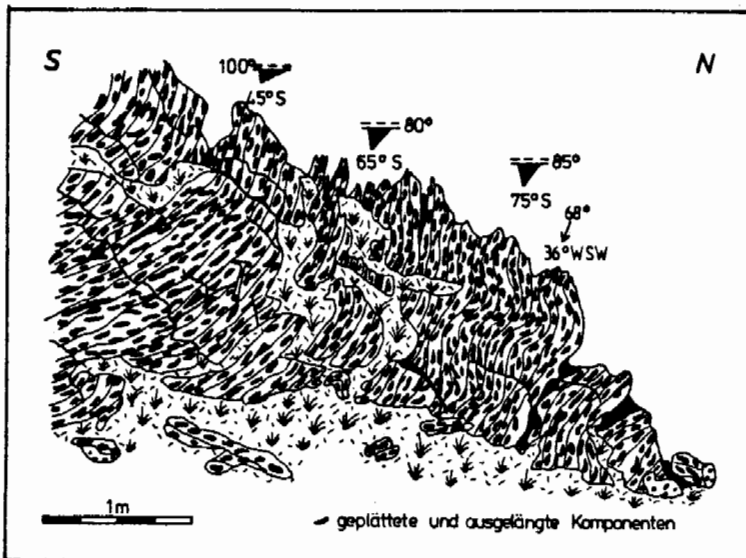 S
N
100°
45°S
80°
65°S
85°
75°S
68°
36°WSW
1m
geplättete und ausgelängte Komponenten